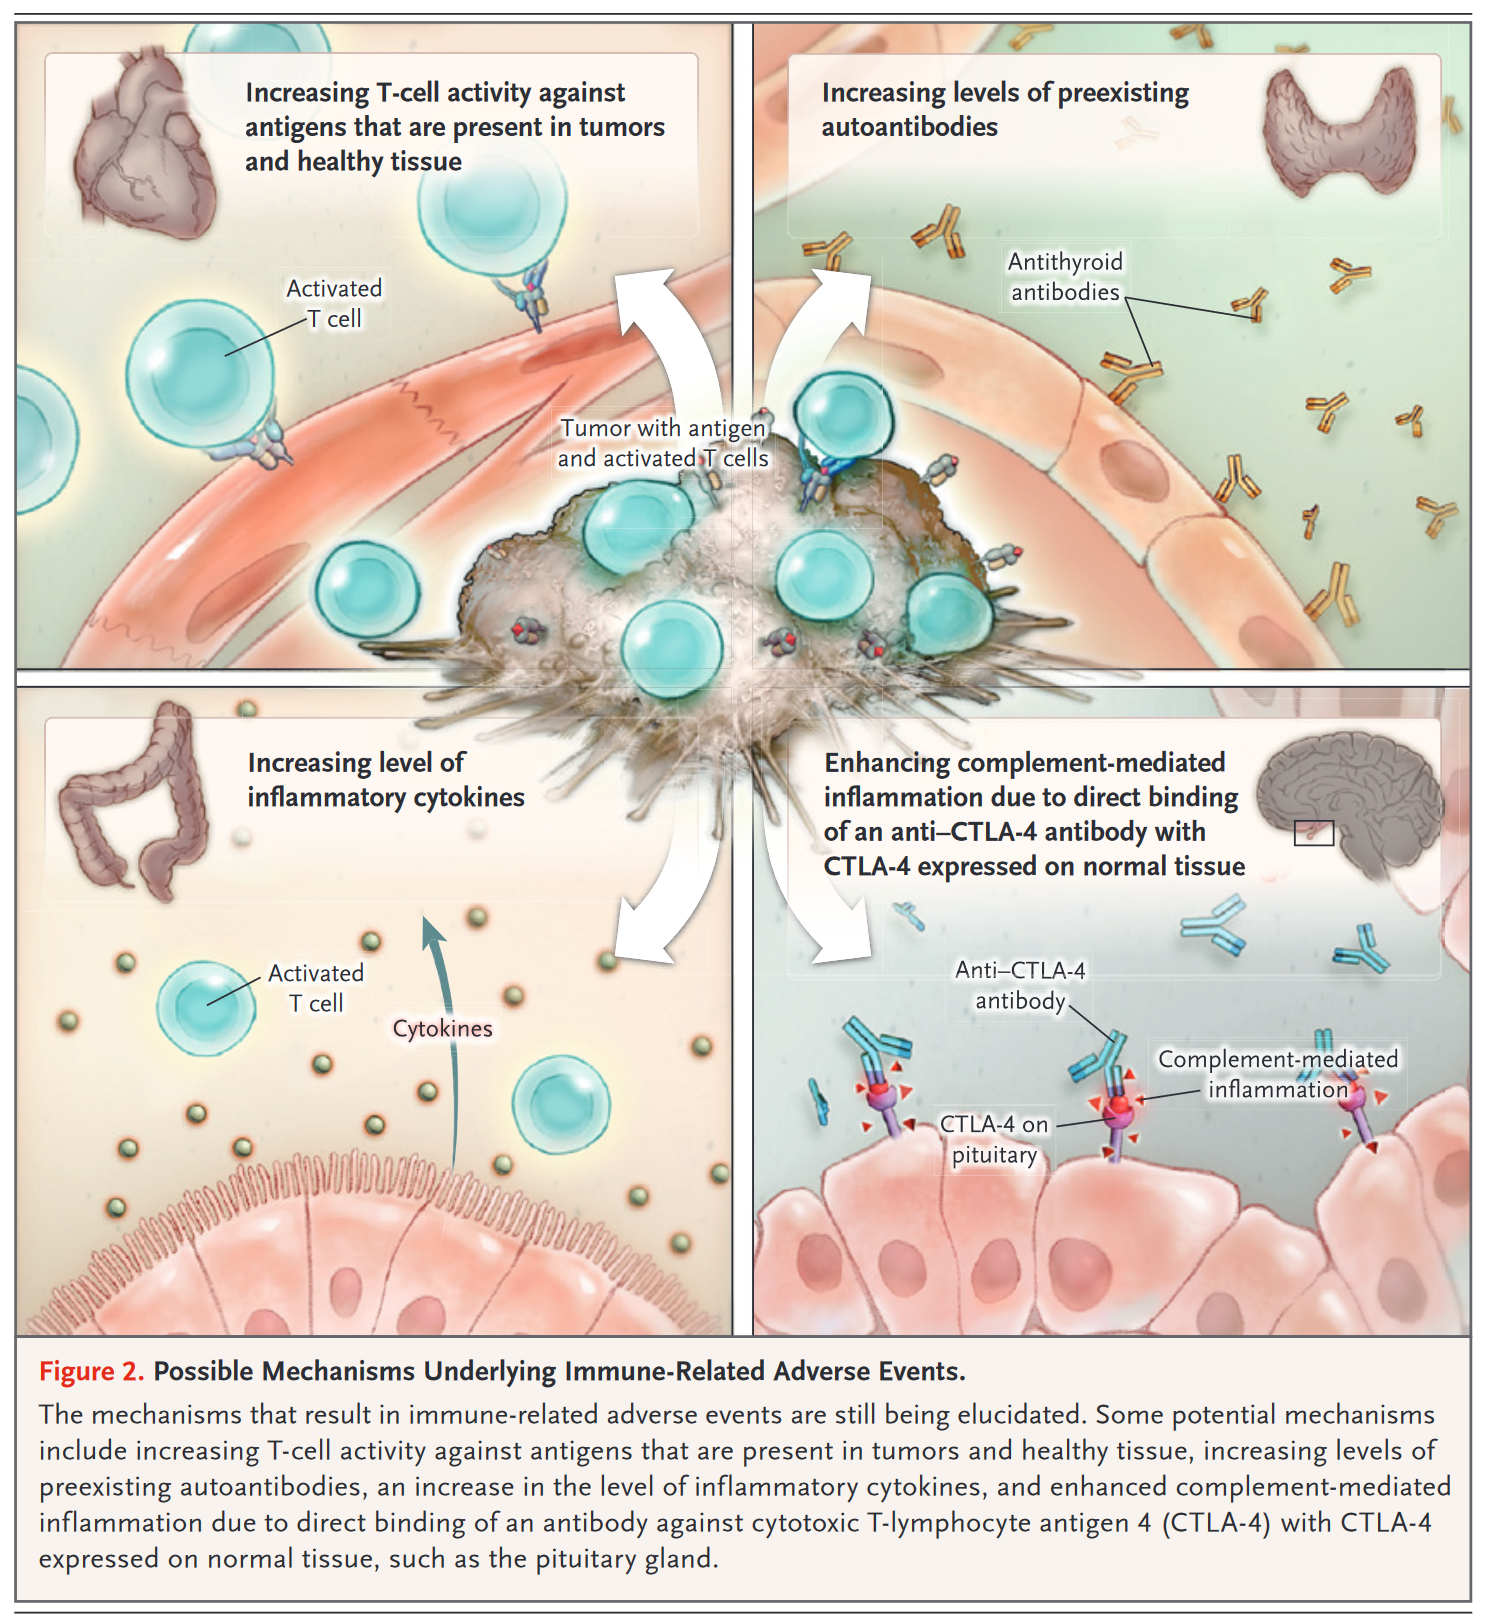 Increasing T-cell activity against
antigens that are present in tumors
and healthy tissue
Activated
T cell
Increasing levels of preexisting
autoantibodies
Antithyroid
antibodies
Tumor with antigen
and activated T cells
Increasing level of
inflammatory cytokines
Activated
T cell
Cytokines
Enhancing complement-mediated
inflammation due to direct binding
of an anti–CTLA-4 antibody with
CTLA-4 expressed on normal tissue
Anti–CTLA-4
antibody
Complement-mediated
inflammation
CTLA-4 on
pituitary
Figure 2. Possible Mechanisms Underlying Immune-Related Adverse Events.
The mechanisms that result in immune-related adverse events are still being elucidated. Some potential mechanisms
include increasing T-cell activity against antigens that are present in tumors and healthy tissue, increasing levels of
preexisting autoantibodies, an increase in the level of inflammatory cytokines, and enhanced complement-mediated
inflammation due to direct binding of an antibody against cytotoxic T-lymphocyte antigen 4 (CTLA-4) with CTLA-4
expressed on normal tissue, such as the pituitary gland.